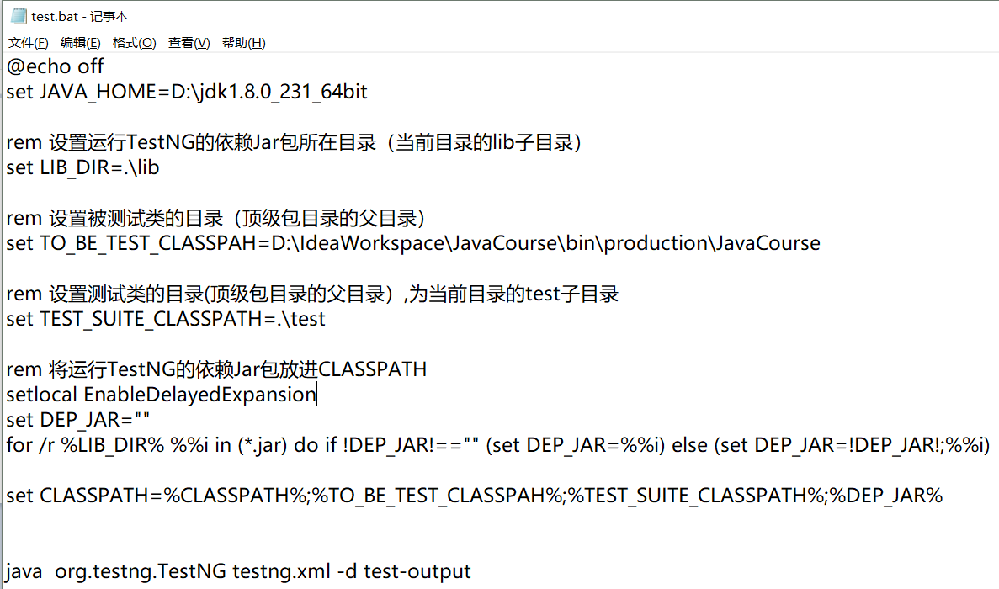 test.bat - 记事本
文件(F) 编辑(E) 格式(O) 查看(V) 帮助(H)
@echo off
set JAVA_HOME=D:\jdk1.8.0_231_64bit
rem 设置运行TestNG的依赖Jar包所在目录（当前目录的lib子目录）
set LIB_DIR=.\lib
rem 设置被测试类的目录（顶级包目录的父目录）
set TO_BE_TEST_CLASSPAH=D:\IdeaWorkspace\JavaCourse\bin\production\JavaCourse
rem 设置测试类的目录(顶级包目录的父目录）,为当前目录的test子目录
set TEST_SUITE_CLASSPATH=.\test
rem 将运行TestNG的依赖Jar包放进CLASSPATH
setlocal EnableDelayedExpansion
set DEP_JAR=""
for /r %LIB_DIR% %%i in (*.jar) do if !DEP_JAR!=="" (set DEP_JAR=%%i) else (set DEP_JAR=!DEP_JAR!;%%i)
set CLASSPATH=%CLASSPATH%;%TO_BE_TEST_CLASSPAH%;%TEST_SUITE_CLASSPATH%;%DEP_JAR%
java  org.testng.TestNG testng.xml -d test-output